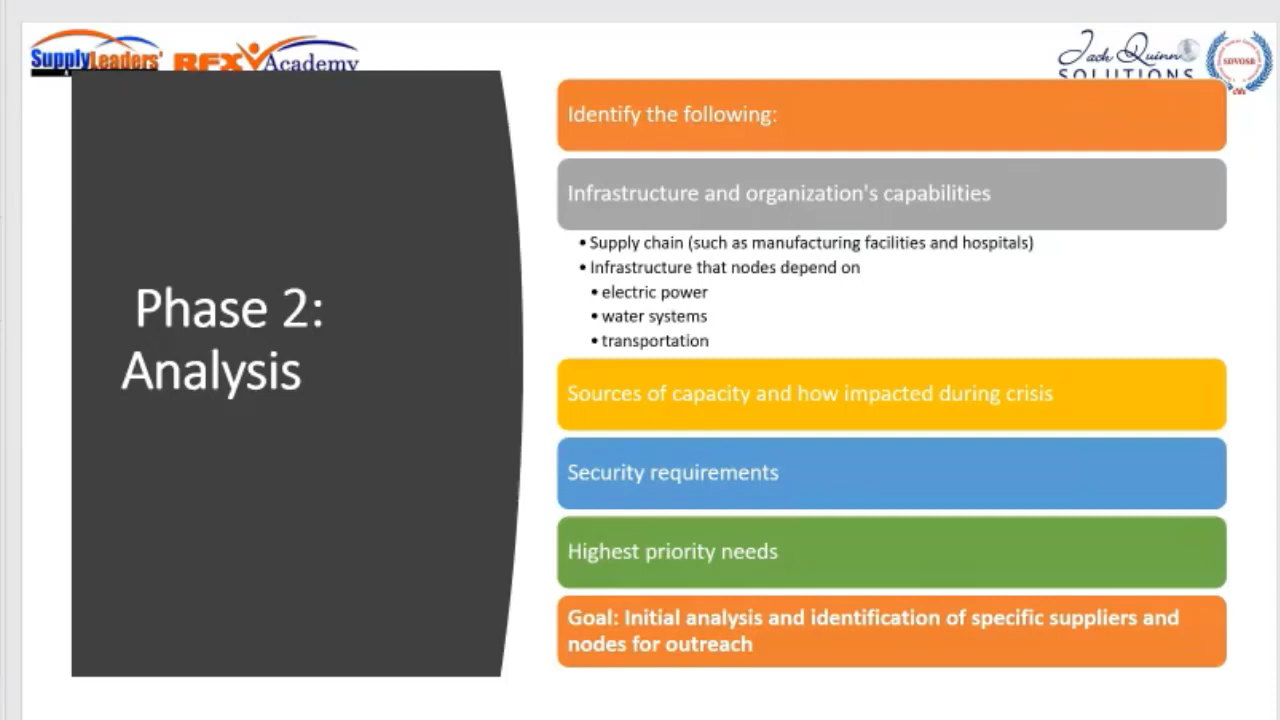 SupplyLeaders'
RFX Academy
Jack Quinn
SOLUTIONS
SDVOSB
Phase 2:
Analysis
Identify the following:
Infrastructure and organization's capabilities
• Supply chain (such as manufacturing facilities and hospitals)
• Infrastructure that nodes depend on
• electric power
• water systems
• transportation
Sources of capacity and how impacted during crisis
Security requirements
Highest priority needs
Goal: Initial analysis and identification of specific suppliers and
nodes for outreach